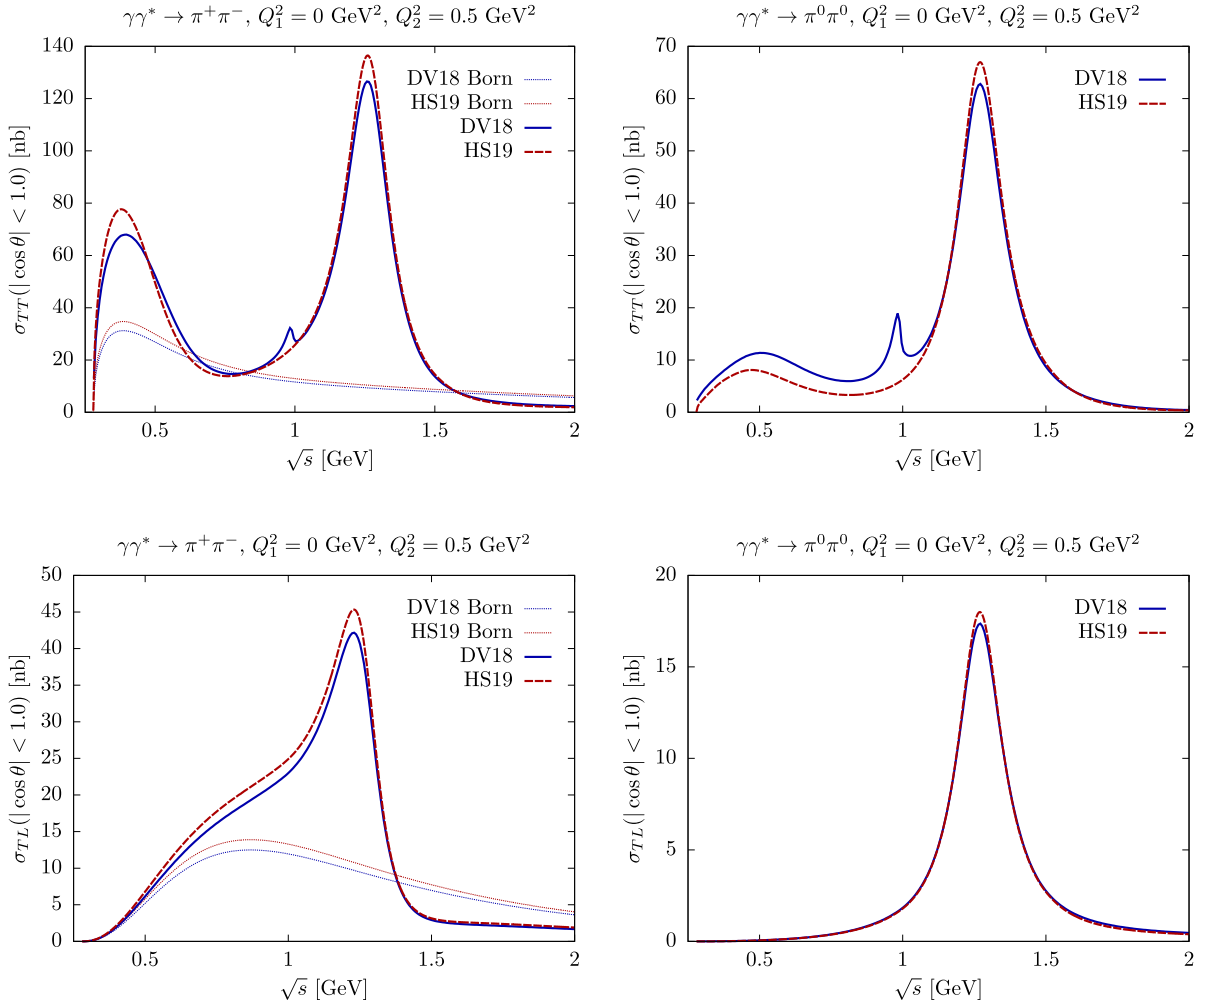 γγ* → π⁺π⁻, Q₁² = 0 GeV², Q₂² = 0.5 GeV²
σ_TT(|cos θ| < 1.0) [nb]
140
120
100
80
60
40
20
0
DV18 Born
HS19 Born
DV18
HS19
0.5 1 1.5 2
√s [GeV]
γγ* → π⁰π⁰, Q₁² = 0 GeV², Q₂² = 0.5 GeV²
σ_TT(|cos θ| < 1.0) [nb]
70
60
50
40
30
20
10
0
DV18
HS19
0.5 1 1.5 2
√s [GeV]
γγ* → π⁺π⁻, Q₁² = 0 GeV², Q₂² = 0.5 GeV²
σ_TL(|cos θ| < 1.0) [nb]
50
45
40
35
30
25
20
15
10
5
0
DV18 Born
HS19 Born
DV18
HS19
0.5 1 1.5 2
√s [GeV]
γγ* → π⁰π⁰, Q₁² = 0 GeV², Q₂² = 0.5 GeV²
σ_TL(|cos θ| < 1.0) [nb]
20
15
10
5
0
DV18
HS19
0.5 1 1.5 2
√s [GeV]